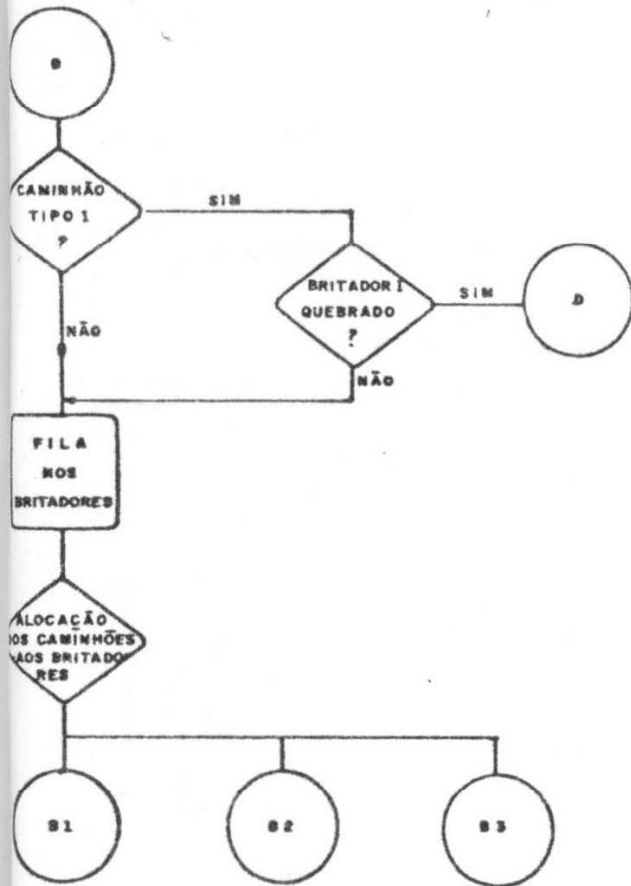 B
CAMINHÃO
TIPO 1
?
SIM
BRITADOR I
QUEBRADO
?
SIM
D
NÃO
NÃO
FILA
NOS
BRITADORES
ALOCAÇÃO
DOS CAMINHÕES
AOS BRITADO
RES
B1
B2
B3